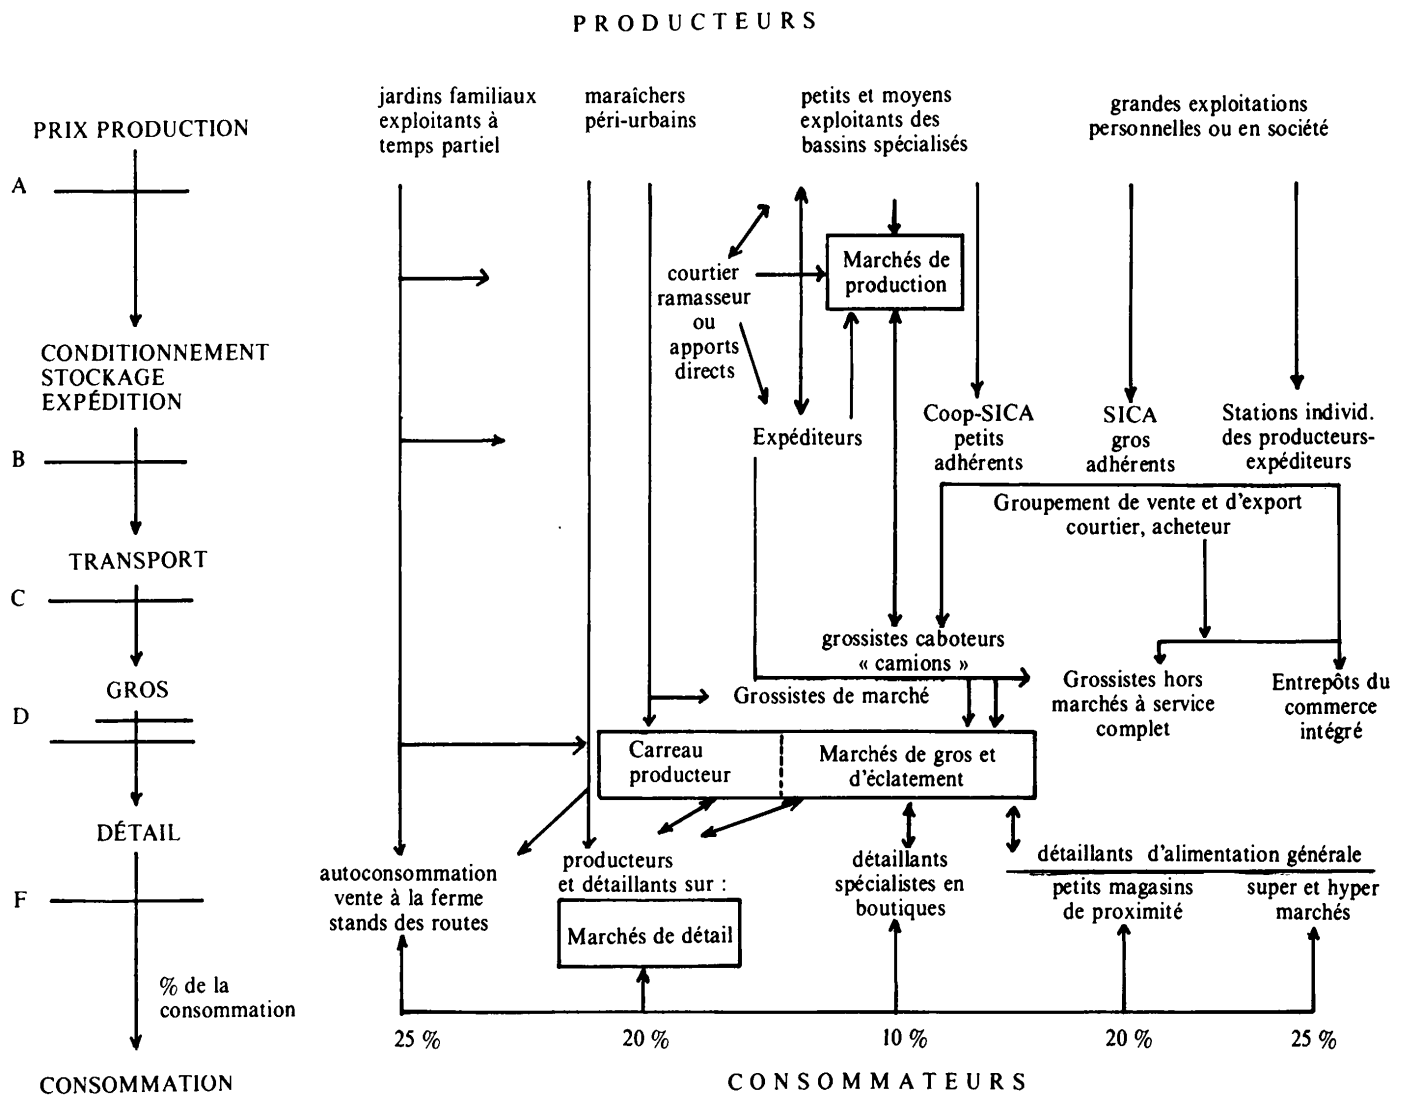 PRODUCTEURS
PRIX PRODUCTION
A
CONDITIONNEMENT
STOCKAGE
EXPÉDITION
B
TRANSPORT
C
GROS
D
DÉTAIL
F
% de la
consommation
CONSOMMATION
jardins familiaux
exploitants à
temps partiel
maraîchers
péri-urbains
petits et moyens
exploitants des
bassins spécialisés
grandes exploitations
personnelles ou en société
courtier
ramasseur
ou
apports
directs
Marchés de
production
Expéditeurs
Coop-SICA
petits
adhérents
SICA
gros
adhérents
Stations individ.
des producteurs-
expéditeurs
Groupement de vente et d'export
courtier, acheteur
grossistes caboteurs
« camions »
Grossistes de marché
Grossistes hors
marchés à service
complet
Entrepôts du
commerce
intégré
Carreau
producteur
Marchés de gros et
d'éclatement
autoconsommation
vente à la ferme
stands des routes
producteurs
et détaillants sur :
Marchés de détail
détaillants
spécialistes en
boutiques
détaillants d'alimentation générale
petits magasins
de proximité
super et hyper
marchés
25 %
20 %
10 %
20 %
25 %
CONSOMMATEURS